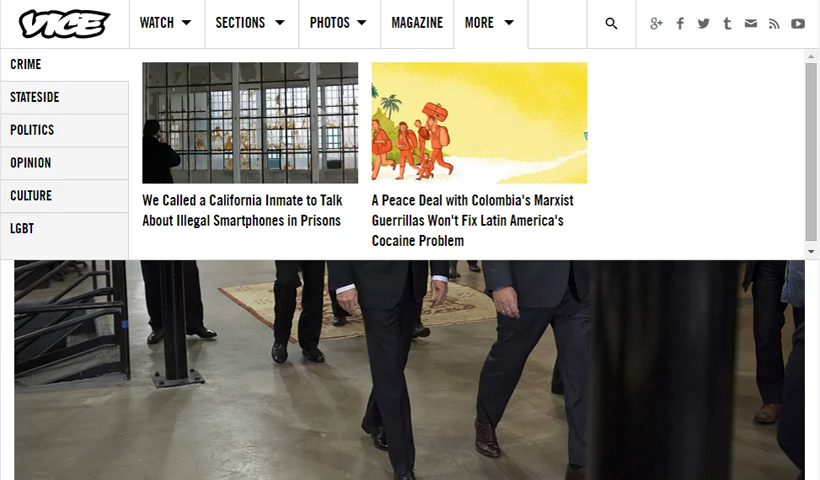 VICE
WATCH
SECTIONS
PHOTOS
MAGAZINE
MORE
CRIME
STATESIDE
POLITICS
OPINION
CULTURE
LGBT
We Called a California Inmate to Talk
About Illegal Smartphones in Prisons
A Peace Deal with Colombia's Marxist
Guerrillas Won't Fix Latin America's
Cocaine Problem